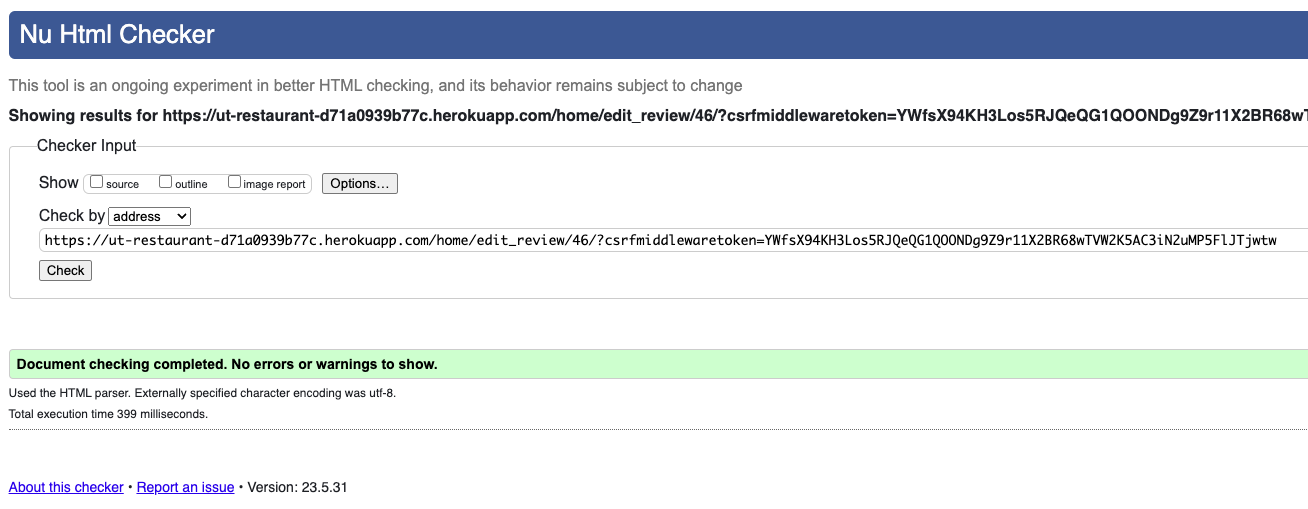 Nu Html Checker
This tool is an ongoing experiment in better HTML checking, and its behavior remains subject to change
Showing results for https://ut-restaurant-d71a0939b77c.herokuapp.com/home/edit_review/46/?csrfmiddlewaretoken=YWfsX94KH3Los5RJQeQG1QOONDg9Z9r11X2BR68wT
Checker Input
Show source outline image report Options...
Check by address
https://ut-restaurant-d71a0939b77c.herokuapp.com/home/edit_review/46/?csrfmiddlewaretoken=YWfsX94KH3Los5RJQeQG1QOONDg9Z9r11X2BR68wTVW2K5AC3iN2uMP5FlJTjwtw
Check
Document checking completed. No errors or warnings to show.
Used the HTML parser. Externally specified character encoding was utf-8.
Total execution time 399 milliseconds.
About this checker • Report an issue • Version: 23.5.31